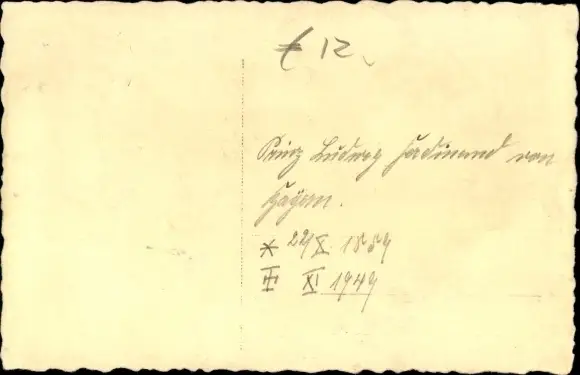 € 12
Prinz Ludwig Ferdinand von
Bayern.
* 22/X. 1859
XI 1949